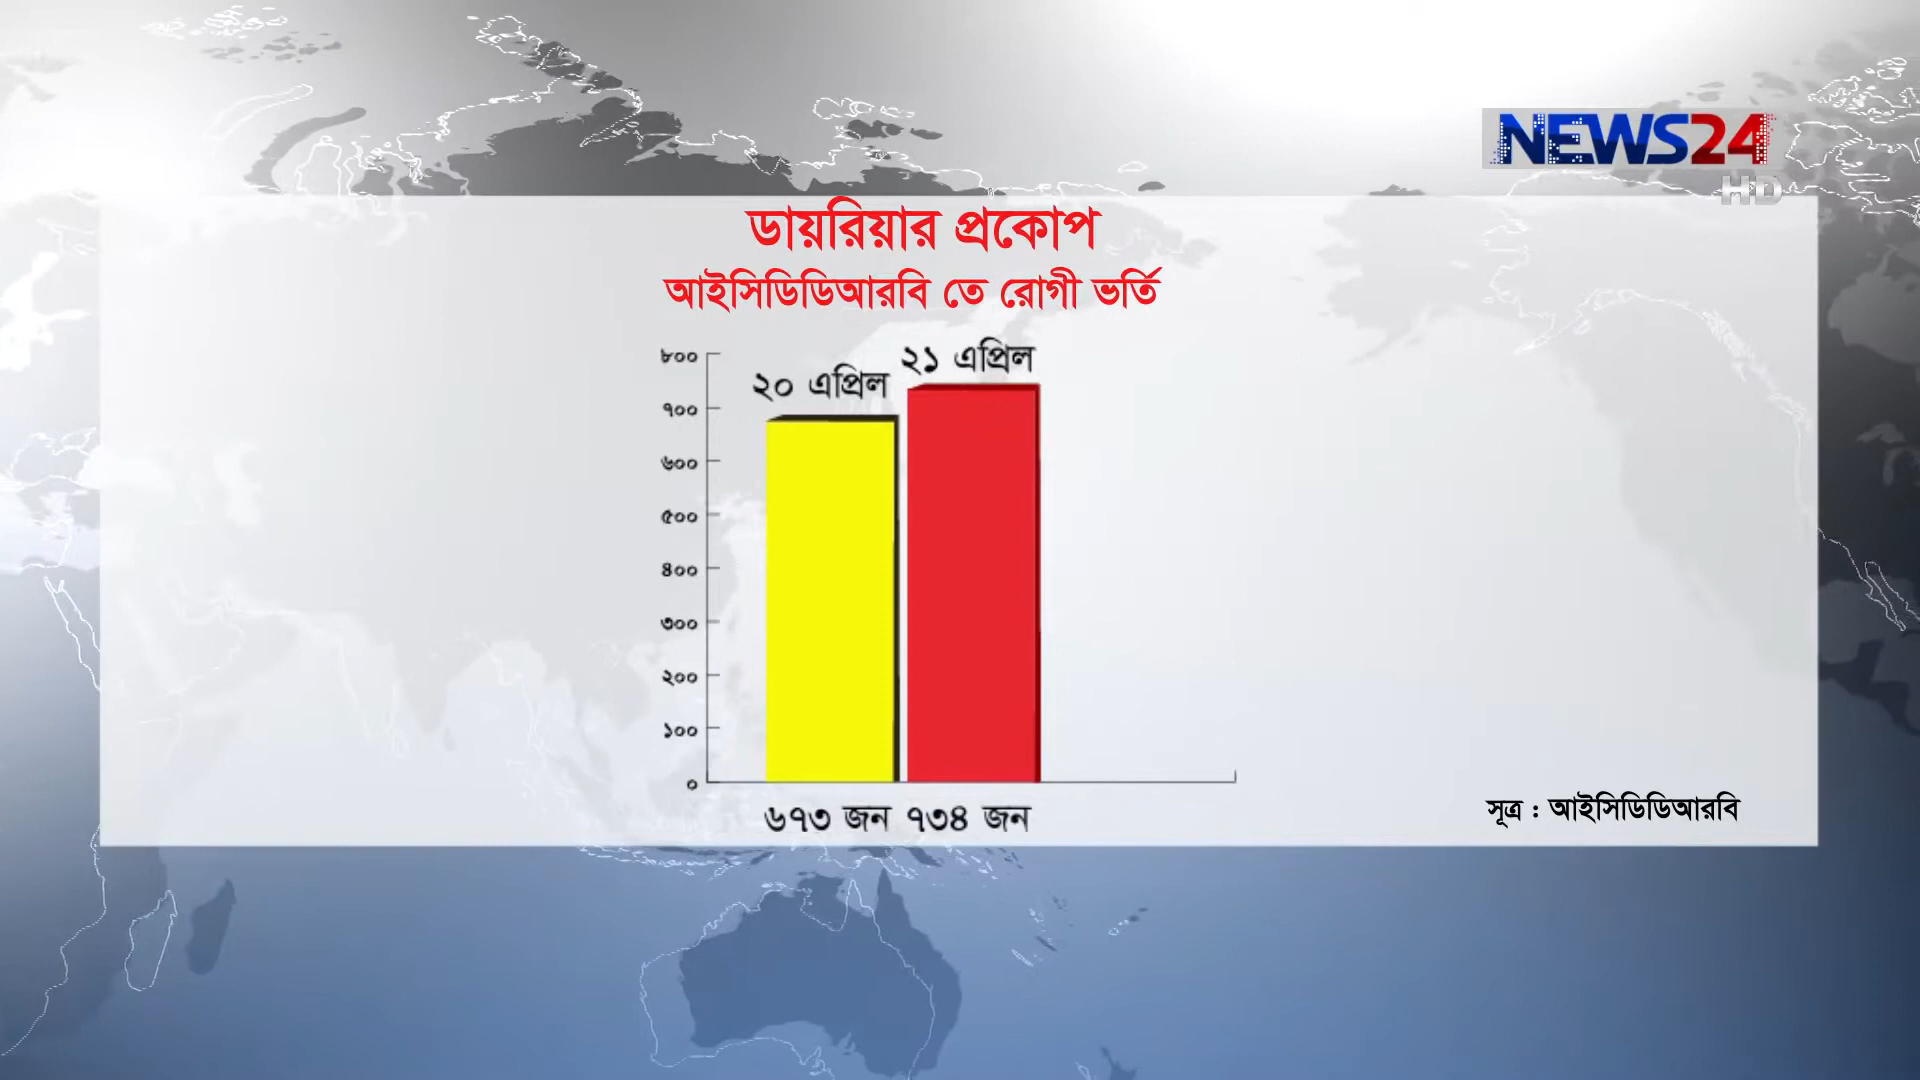 NEWS24
HD
ডায়রিয়ার প্রকোপ
আইসিডিডিআরবি তে রোগী ভর্তি
৮০০
৭০০
৬০০
৫০০
৪০০
৩০০
২০০
১০০
০
২০ এপ্রিল
২১ এপ্রিল
৬৭৩ জন
৭৩৪ জন
সূত্র : আইসিডিডিআরবি